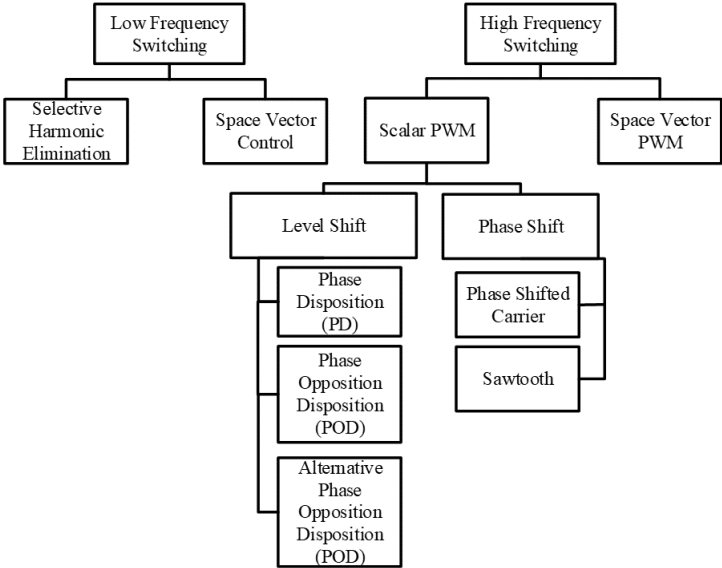 Low Frequency
Switching
High Frequency
Switching
Selective
Harmonic
Elimination
Space Vector
Control
Scalar PWM
Space Vector
PWM
Level Shift
Phase Shift
Phase
Disposition
(PD)
Phase Shifted
Carrier
Phase
Opposition
Disposition
(POD)
Sawtooth
Alternative
Phase
Opposition
Disposition
(POD)